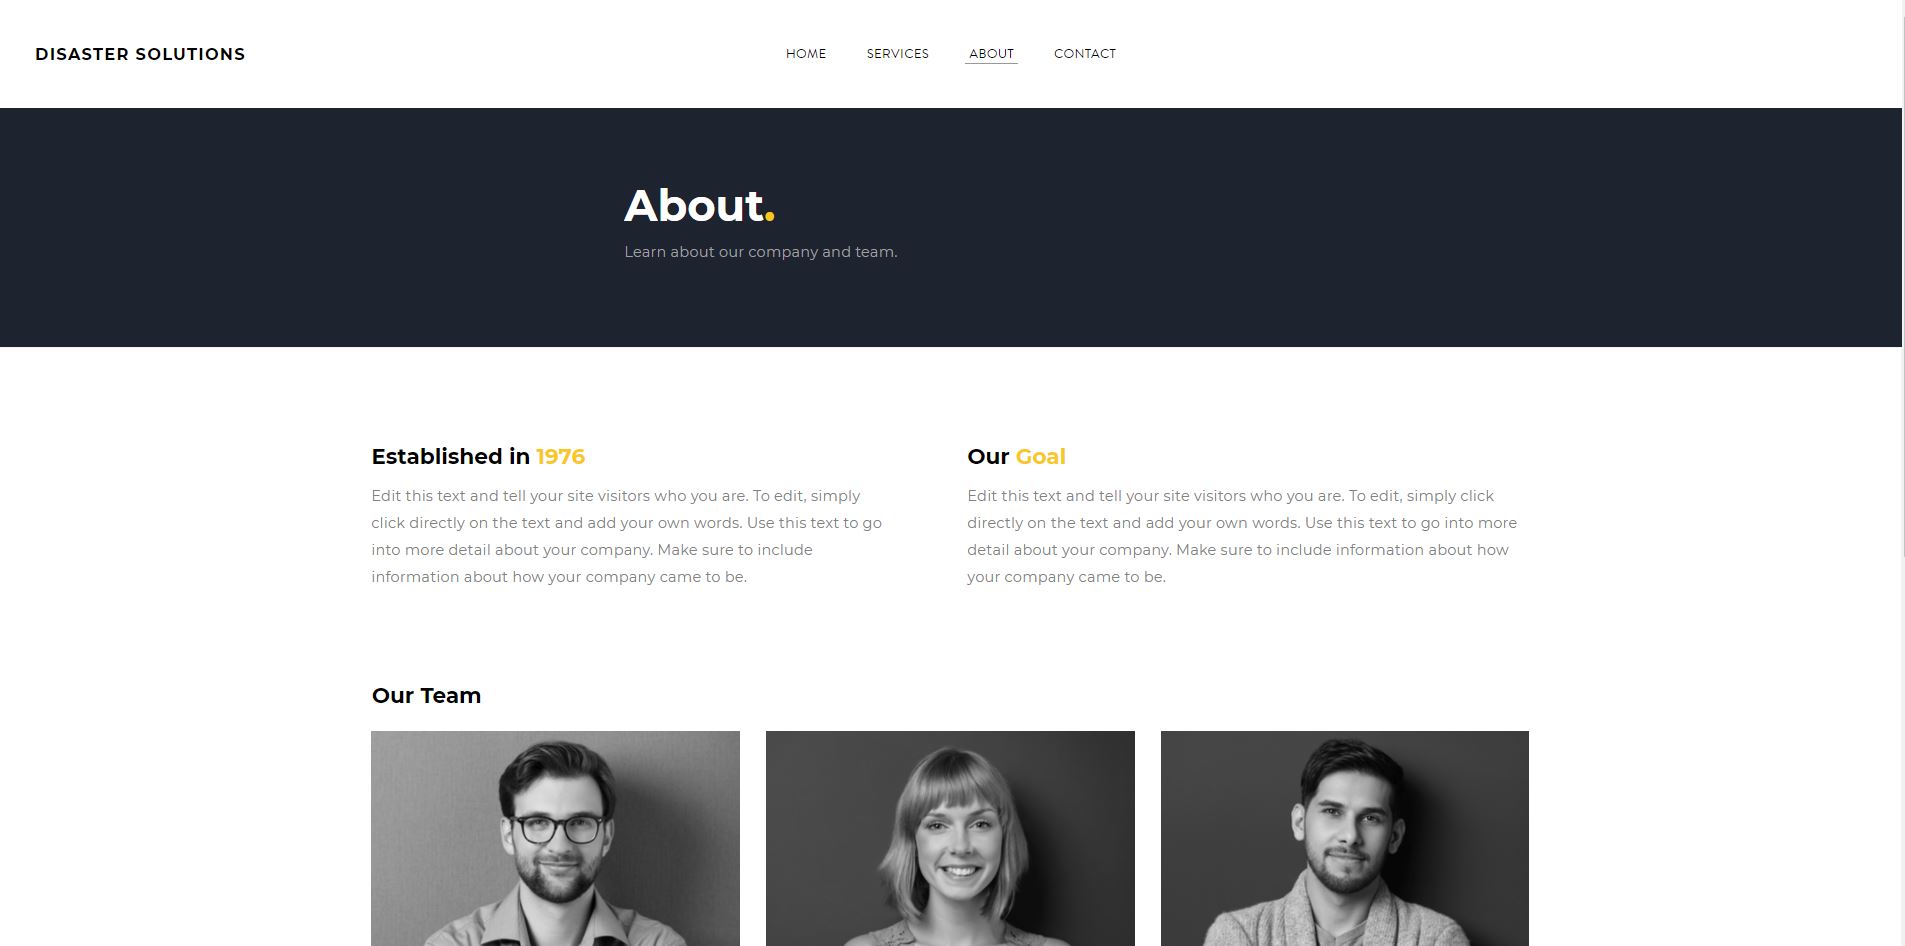 DISASTER SOLUTIONS
HOME SERVICES ABOUT CONTACT
About.
Learn about our company and team.
Established in 1976
Edit this text and tell your site visitors who you are. To edit, simply
click directly on the text and add your own words. Use this text to go
into more detail about your company. Make sure to include
information about how your company came to be.
Our Goal
Edit this text and tell your site visitors who you are. To edit, simply click
directly on the text and add your own words. Use this text to go into more
detail about your company. Make sure to include information about how
your company came to be.
Our Team